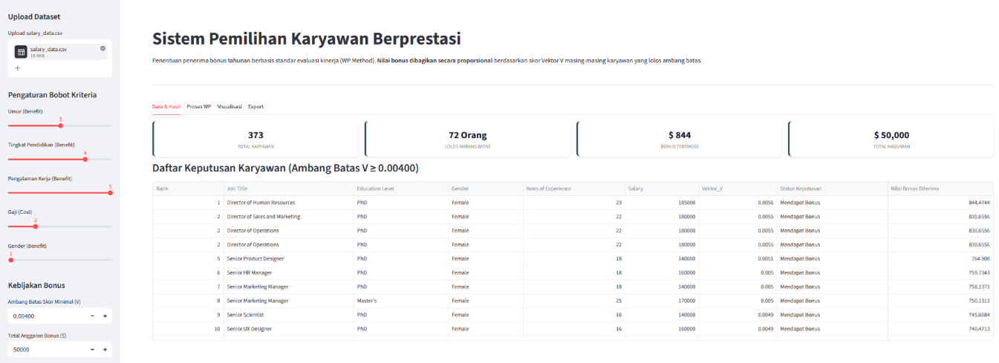 Upload Dataset
Upload salary_data.csv
salary_data.csv
18.9KB
Pengaturan Bobot Kriteria
Umur (Benefit)
3
Tingkat Pendidikan (Benefit)
4
Pengalaman Kerja (Benefit)
5
Gaji (Cost)
2
Gender (Benefit)
1
Kebijakan Bonus
Ambang Batas Skor Minimal (V)
0.00400
Total Anggaran Bonus ($)
50000
Sistem Pemilihan Karyawan Berprestasi
Penentuan penerima bonus tahunan berbasis standar evaluasi kinerja (WP Method). Nilai bonus dibagikan secara proporsional berdasarkan skor Vektor V masing-masing karyawan yang lolos ambang batas.
Data & Hasil Proses WP Visualisasi Export
373 72 Orang $ 844 $ 50,000
TOTAL KARYAWAN LOLOS AMBANG BATAS BONUS TERTINGGI TOTAL ANGGARAN
Daftar Keputusan Karyawan (Ambang Batas V ≥ 0.00400)
Rank Job Title Education Level Gender Years of Experience Salary Vektor_V Status Keputusan Nilai Bonus Diterima
1 Director of Human Resources PhD Female 23 185000 0.0056 Mendapat Bonus 844.4744
2 Director of Sales and Marketing PhD Female 22 180000 0.0055 Mendapat Bonus 830.6556
2 Director of Operations PhD Female 22 180000 0.0055 Mendapat Bonus 830.6556
2 Director of Operations PhD Female 22 180000 0.0055 Mendapat Bonus 830.6556
5 Senior Product Designer PhD Female 18 140000 0.0051 Mendapat Bonus 764.808
6 Senior HR Manager PhD Female 18 160000 0.005 Mendapat Bonus 759.7343
7 Senior Marketing Manager PhD Female 18 140000 0.005 Mendapat Bonus 758.1371
8 Senior Marketing Manager Master's Female 25 170000 0.005 Mendapat Bonus 750.1311
9 Senior Scientist PhD Female 16 140000 0.0049 Mendapat Bonus 745.6684
10 Senior UX Designer PhD Female 16 160000 0.0049 Mendapat Bonus 740.4713